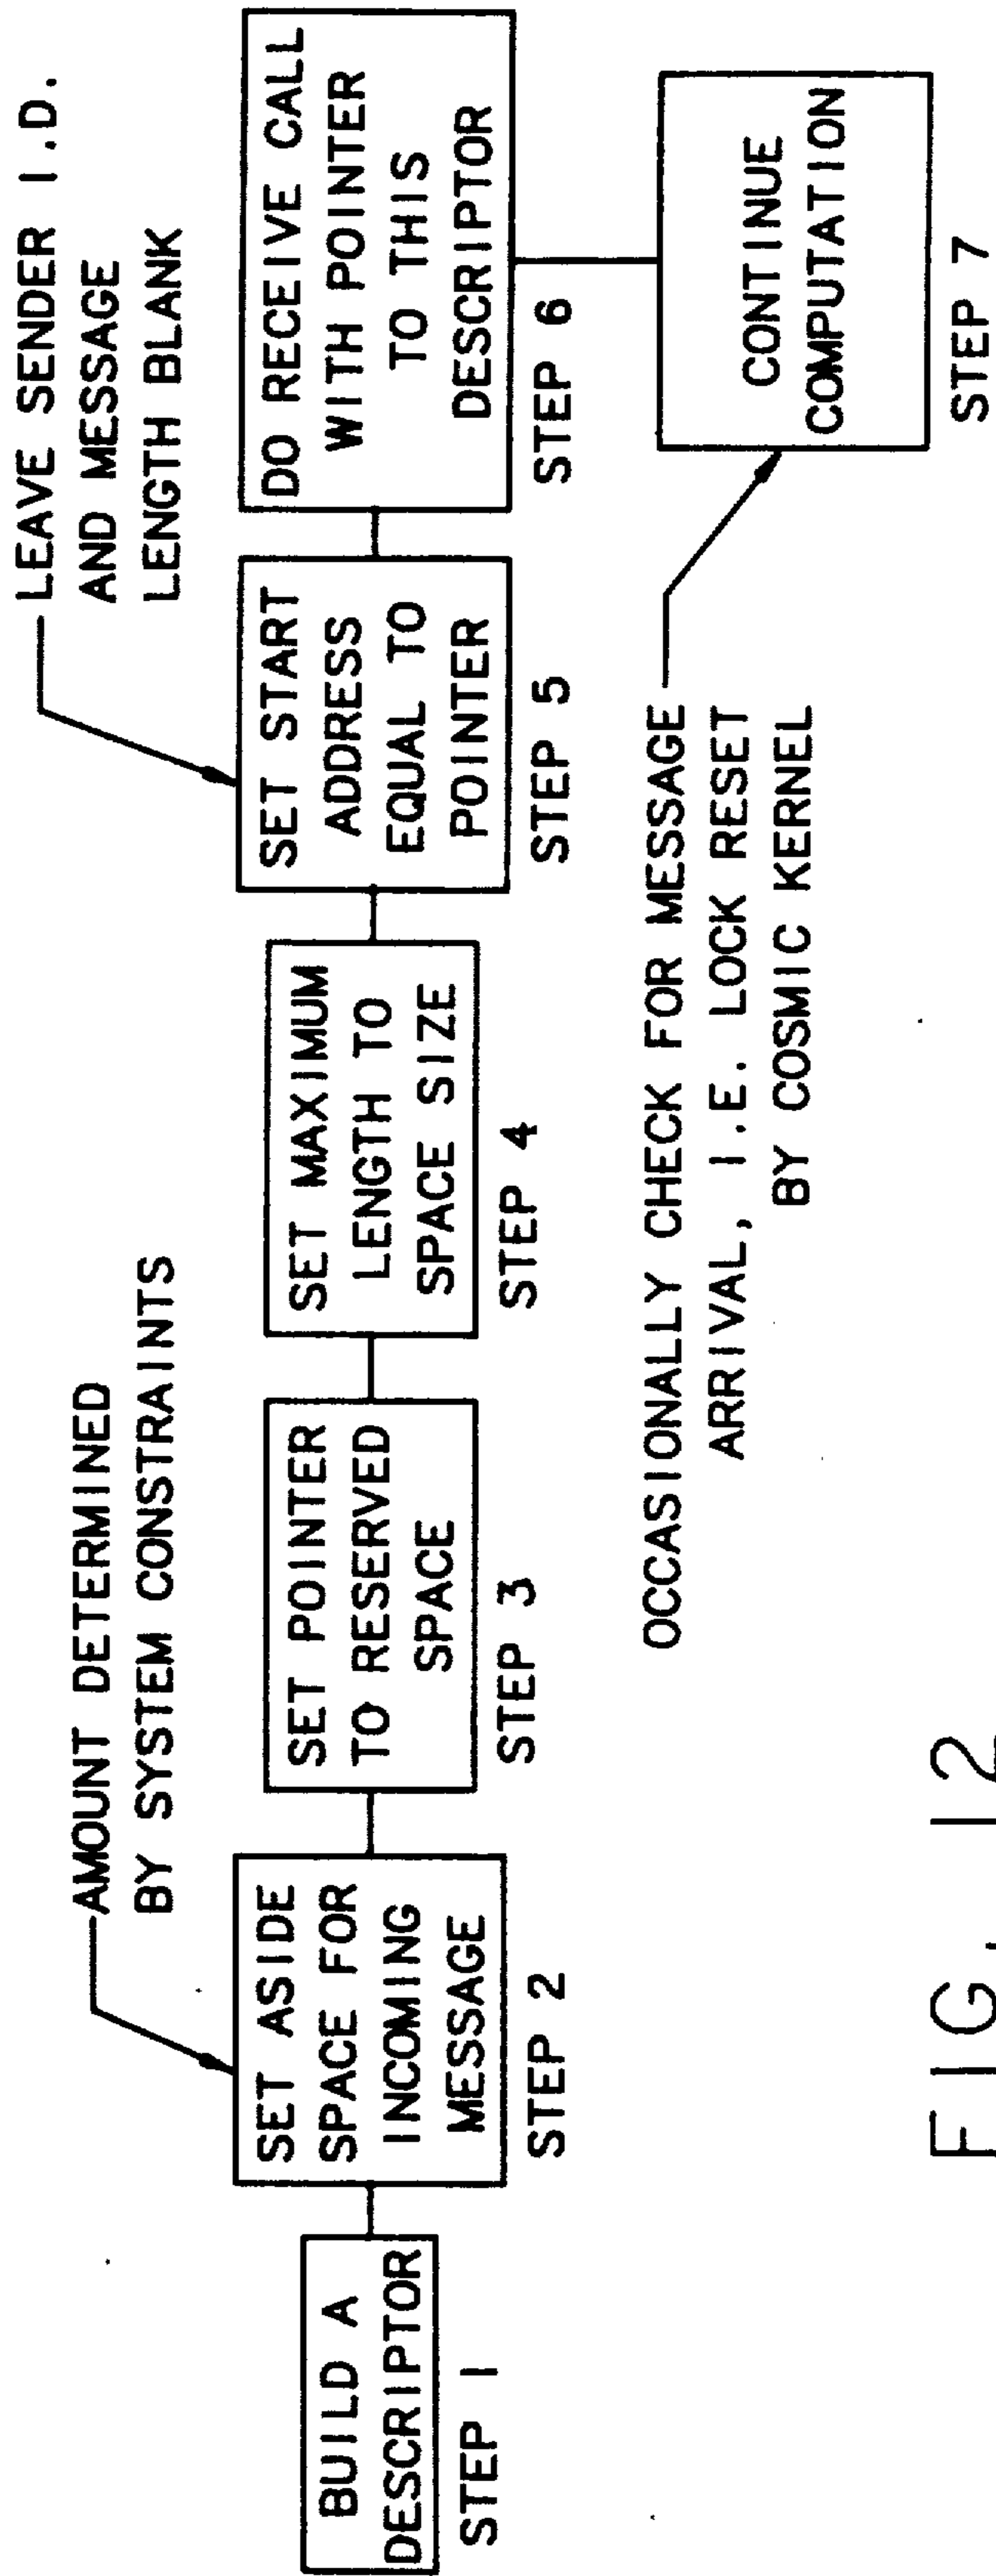 BUILD A
DESCRIPTOR
STEP 1
AMOUNT DETERMINED
BY SYSTEM CONSTRAINTS
SET ASIDE
SPACE FOR
INCOMING
MESSAGE
STEP 2
SET POINTER
TO RESERVED
SPACE
STEP 3
SET MAXIMUM
LENGTH TO
SPACE SIZE
STEP 4
LEAVE SENDER I.D.
AND MESSAGE
LENGTH BLANK
SET START
ADDRESS
EQUAL TO
POINTER
STEP 5
DO RECEIVE CALL
WITH POINTER
TO THIS
DESCRIPTOR
STEP 6
OCCASIONALLY CHECK FOR MESSAGE
ARRIVAL, I.E. LOCK RESET
BY COSMIC KERNEL
CONTINUE
COMPUTATION
STEP 7
FIG. 12